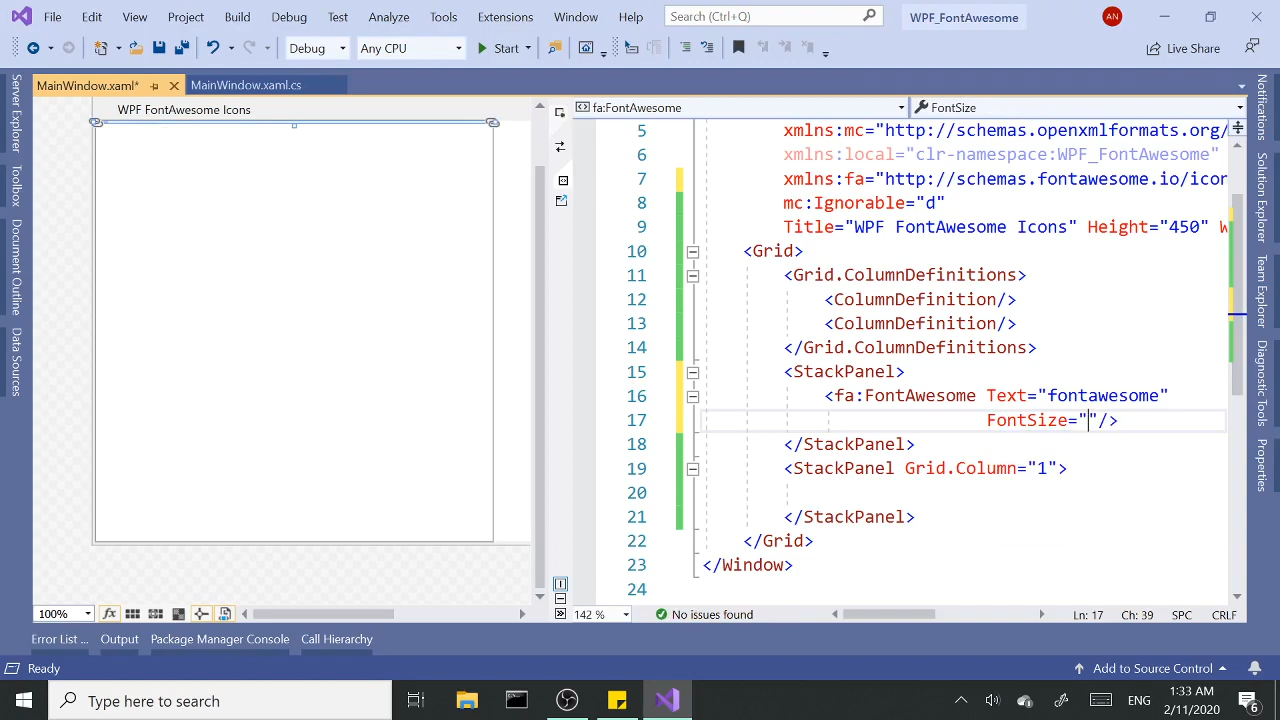 File Edit View Project Build Debug Test Analyze Tools Extensions Window Help Search (Ctrl+Q) WPF_FontAwesome AN
Debug Any CPU Start Live Share
MainWindow.xaml* MainWindow.xaml.cs
WPF FontAwesome Icons
fa:FontAwesome FontSize
5 xmlns:mc="http://schemas.openxmlformats.org/
6 xmlns:local="clr-namespace:WPF_FontAwesome"
7 xmlns:fa="http://schemas.fontawesome.io/icon
8 mc:Ignorable="d"
9 Title="WPF FontAwesome Icons" Height="450" W
10 <Grid>
11 <Grid.ColumnDefinitions>
12 <ColumnDefinition/>
13 <ColumnDefinition/>
14 </Grid.ColumnDefinitions>
15 <StackPanel>
16 <fa:FontAwesome Text="fontawesome"
17 FontSize=""/>
18 </StackPanel>
19 <StackPanel Grid.Column="1">
20
21 </StackPanel>
22 </Grid>
23 </Window>
24
Server Explorer
Toolbox
Document Outline
Data Sources
Notifications
Solution Explorer
Team Explorer
Diagnostic Tools
Properties
100% fx 142 % No issues found Ln: 17 Ch: 39 SPC CRLF
Error List ... Output Package Manager Console Call Hierarchy
Ready Add to Source Control
Type here to search ENG 1:33 AM
2/11/2020 6